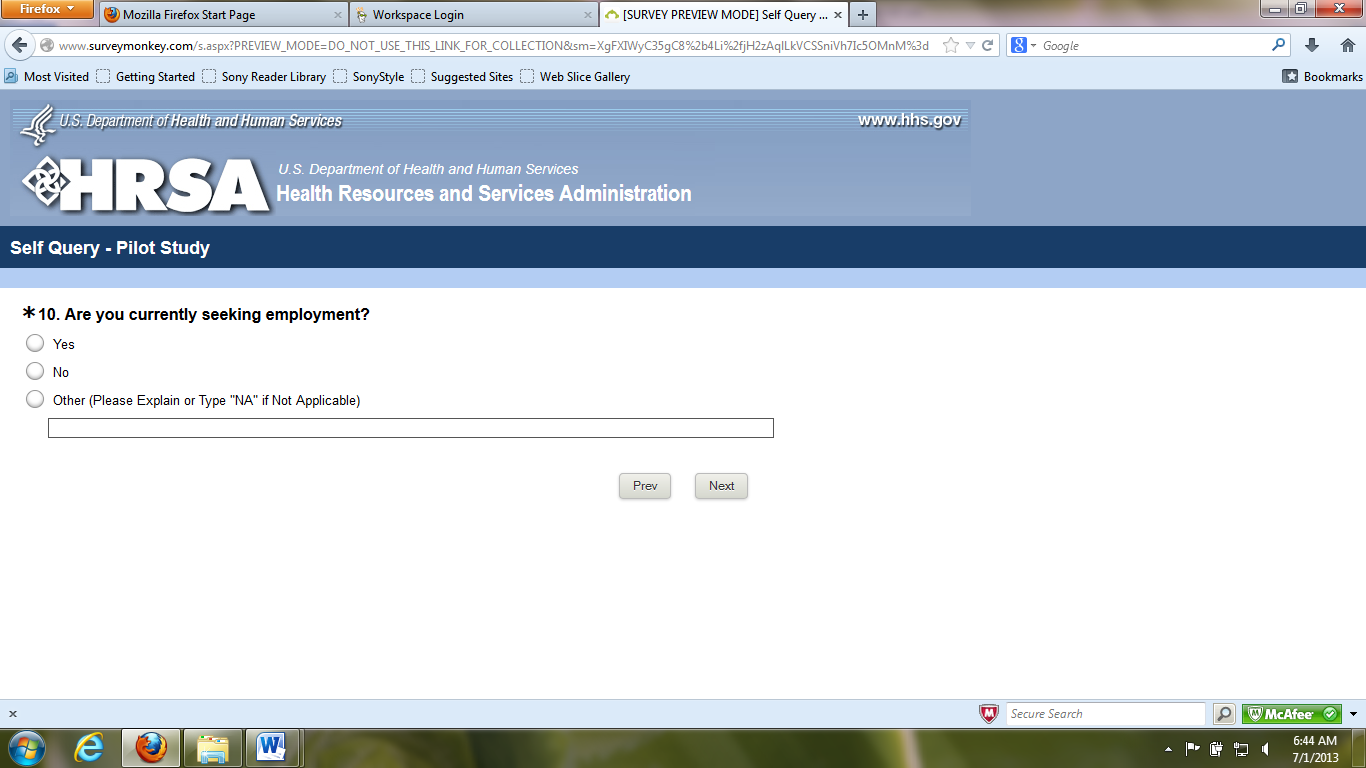 Firefox
Mozilla Firefox Start Page
Workspace Login
[SURVEY PREVIEW MODE] Self Query ...
www.surveymonkey.com/s.aspx?PREVIEW_MODE=DO_NOT_USE_THIS_LINK_FOR_COLLECTION&sm=XgFXIWyC35gC8%2b4Li%2fjH2zAqILkVCSSniVh7Ic5OMnM%3d
Google
Most Visited Getting Started Sony Reader Library SonyStyle Suggested Sites Web Slice Gallery Bookmarks
U.S. Department of Health and Human Services
www.hhs.gov
HRSA
U.S. Department of Health and Human Services
Health Resources and Services Administration
Self Query - Pilot Study
*10. Are you currently seeking employment?
Yes
No
Other (Please Explain or Type "NA" if Not Applicable)
Prev Next
Secure Search
McAfee
6:44 AM
7/1/2013